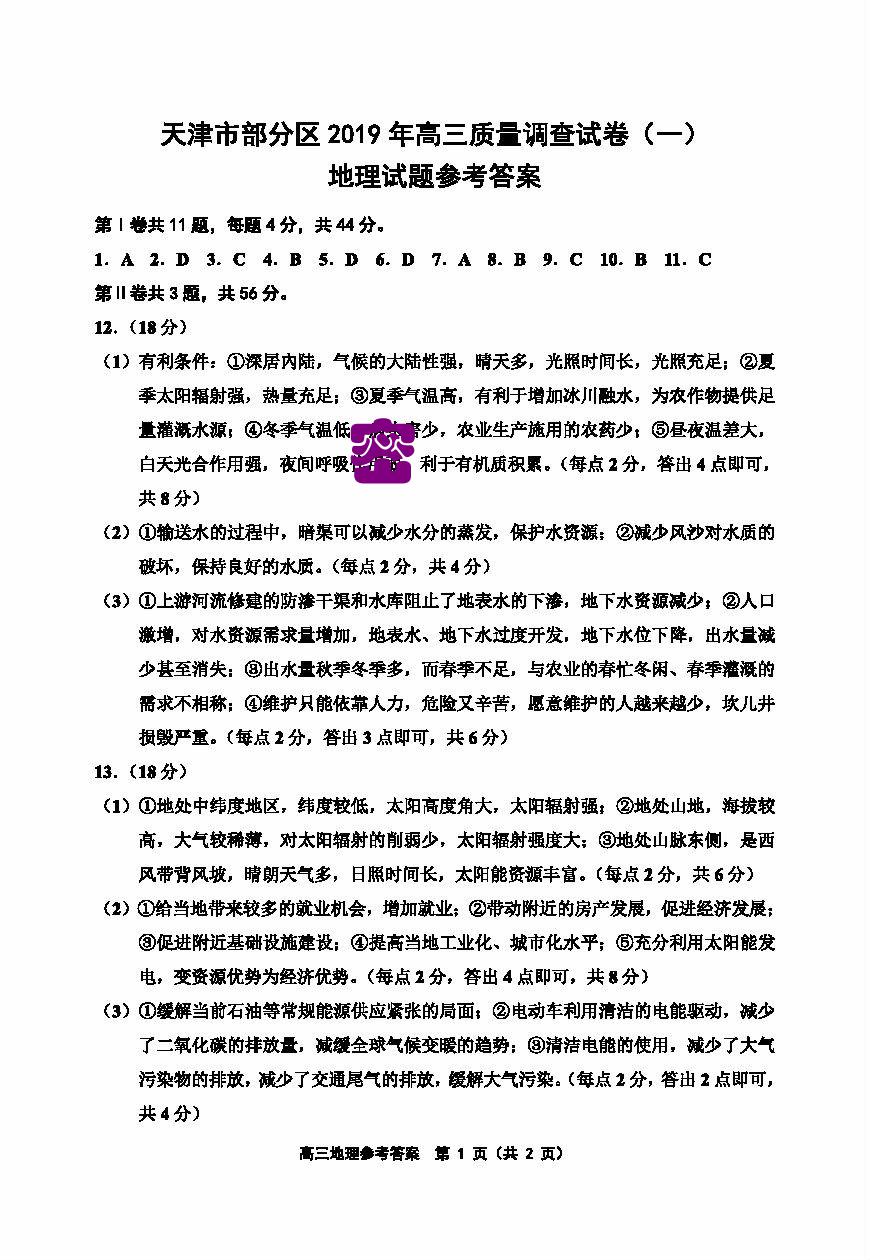 天津市部分区 2019 年高三质量调查试卷（一）
地理试题参考答案
第Ⅰ卷共 11 题，每题 4 分，共 44 分。
1．A 2．D 3．C 4．B 5．D 6．D 7．A 8．B 9．C 10．B 11．C
第Ⅱ卷共 3 题，共 56 分。
12.（18 分）
（1）有利条件：①深居内陆，气候的大陆性强，晴天多，光照时间长，光照充足；②夏
季太阳辐射强，热量充足；③夏季气温高，有利于增加冰川融水，为农作物提供足
量灌溉水源；④冬季气温低 害少，农业生产施用的农药少；⑤昼夜温差大，
白天光合作用强，夜间呼吸 利于有机质积累。（每点 2 分，答出 4 点即可，
共 8 分）
（2）①输送水的过程中，暗渠可以减少水分的蒸发，保护水资源；②减少风沙对水质的
破坏，保持良好的水质。（每点 2 分，共 4 分）
（3）①上游河流修建的防渗干渠和水库阻止了地表水的下渗，地下水资源减少；②人口
激增，对水资源需求量增加，地表水、地下水过度开发，地下水位下降，出水量减
少甚至消失；③出水量秋季冬季多，而春季不足，与农业的春忙冬闲、春季灌溉的
需求不相称；④维护只能依靠人力，危险又辛苦，愿意维护的人越来越少，坎儿井
损毁严重。（每点 2 分，答出 3 点即可，共 6 分）
13.（18 分）
（1）①地处中纬度地区，纬度较低，太阳高度角大，太阳辐射强；②地处山地，海拔较
高，大气较稀薄，对太阳辐射的削弱少，太阳辐射强度大；③地处山脉东侧，是西
风带背风坡，晴朗天气多，日照时间长，太阳能资源丰富。（每点 2 分，共 6 分）
（2）①给当地带来较多的就业机会，增加就业；②带动附近的房产发展，促进经济发展；
③促进附近基础设施建设；④提高当地工业化、城市化水平；⑤充分利用太阳能发
电，变资源优势为经济优势。（每点 2 分，答出 4 点即可，共 8 分）
（3）①缓解当前石油等常规能源供应紧张的局面；②电动车利用清洁的电能驱动，减少
了二氧化碳的排放量，减缓全球气候变暖的趋势；③清洁电能的使用，减少了大气
污染物的排放，减少了交通尾气的排放，缓解大气污染。（每点 2 分，答出 2 点即可，
共 4 分）
高三地理参考答案 第 1 页（共 2 页）